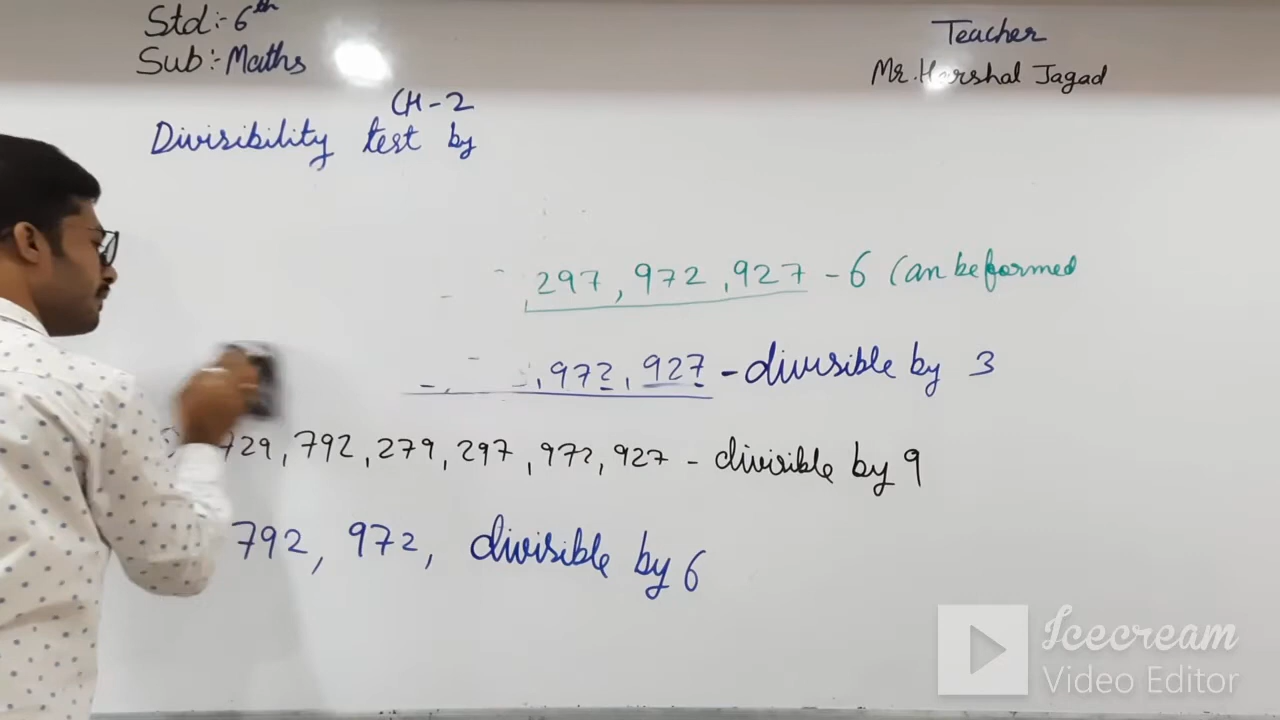 Std:- 6th
Sub:- Maths
Teacher
Mr. Harshal Jagad
CH-2
Divisibility test by
297, 972, 927 - 6 Can be formed
, 972, 927 - divisible by 3
729, 792, 279, 297, 972, 927 - divisible by 9
792, 972, divisible by 6
Icecream
Video Editor